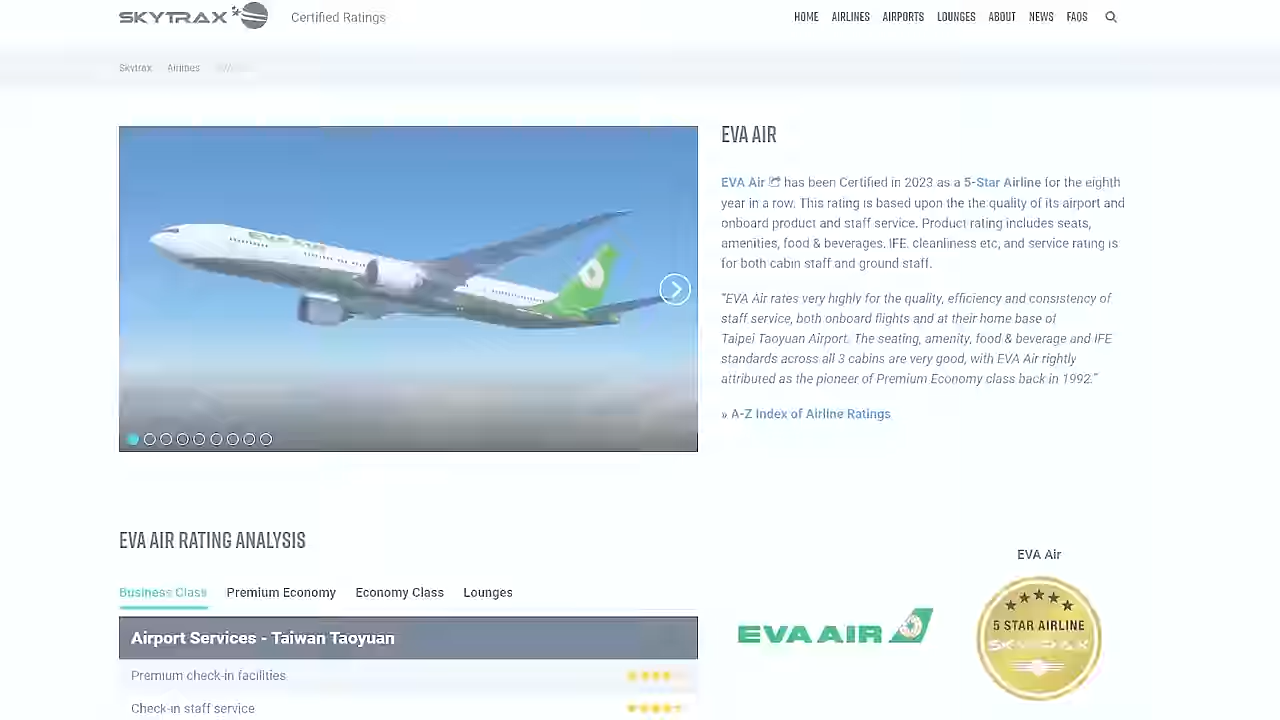 SKYTRAX Certified Ratings
HOME AIRLINES AIRPORTS LOUNGES ABOUT NEWS FAQS
Skytrax Airlines
EVA AIR
EVA AIR
EVA Air has been Certified in 2023 as a 5-Star Airline for the eighth
year in a row. This rating is based upon the the quality of its airport and
onboard product and staff service. Product rating includes seats,
amenities, food & beverages, IFE, cleanliness etc, and service rating is
for both cabin staff and ground staff.
"EVA Air rates very highly for the quality, efficiency and consistency of
staff service, both onboard flights and at their home base of
Taipei Taoyuan Airport. The seating, amenity, food & beverage and IFE
standards across all 3 cabins are very good, with EVA Air rightly
attributed as the pioneer of Premium Economy class back in 1992."
» A-Z Index of Airline Ratings
EVA AIR RATING ANALYSIS
Business Class Premium Economy Economy Class Lounges
Airport Services - Taiwan Taoyuan
Premium check-in facilities
Check-in staff service
EVA AIR
EVA Air
5 STAR AIRLINE
SKYTRAX